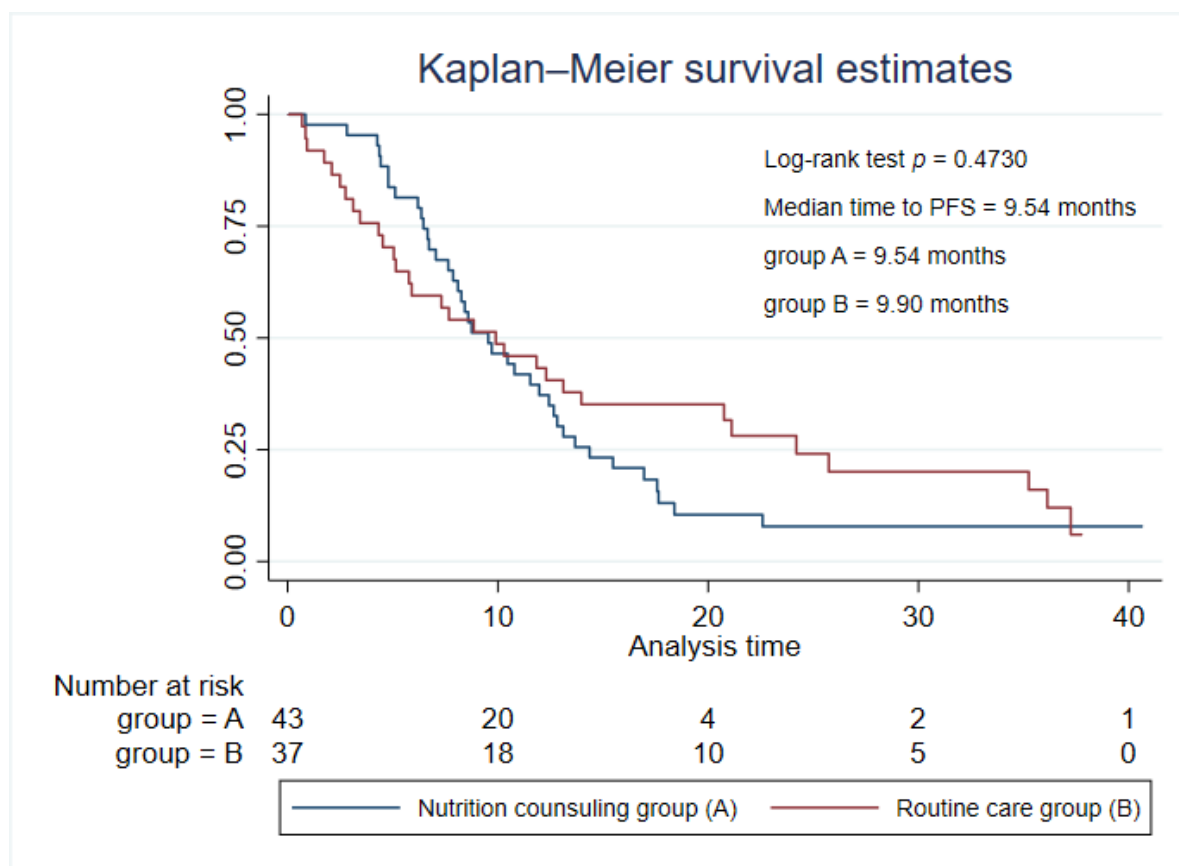 Kaplan–Meier survival estimates
1.00
0.75
0.50
0.25
0.00
Log-rank test p = 0.4730
Median time to PFS = 9.54 months
group A = 9.54 months
group B = 9.90 months
0 10 20 30 40
Analysis time
Number at risk
group = A 43 20 4 2 1
group = B 37 18 10 5 0
Nutrition counsuling group (A) Routine care group (B)